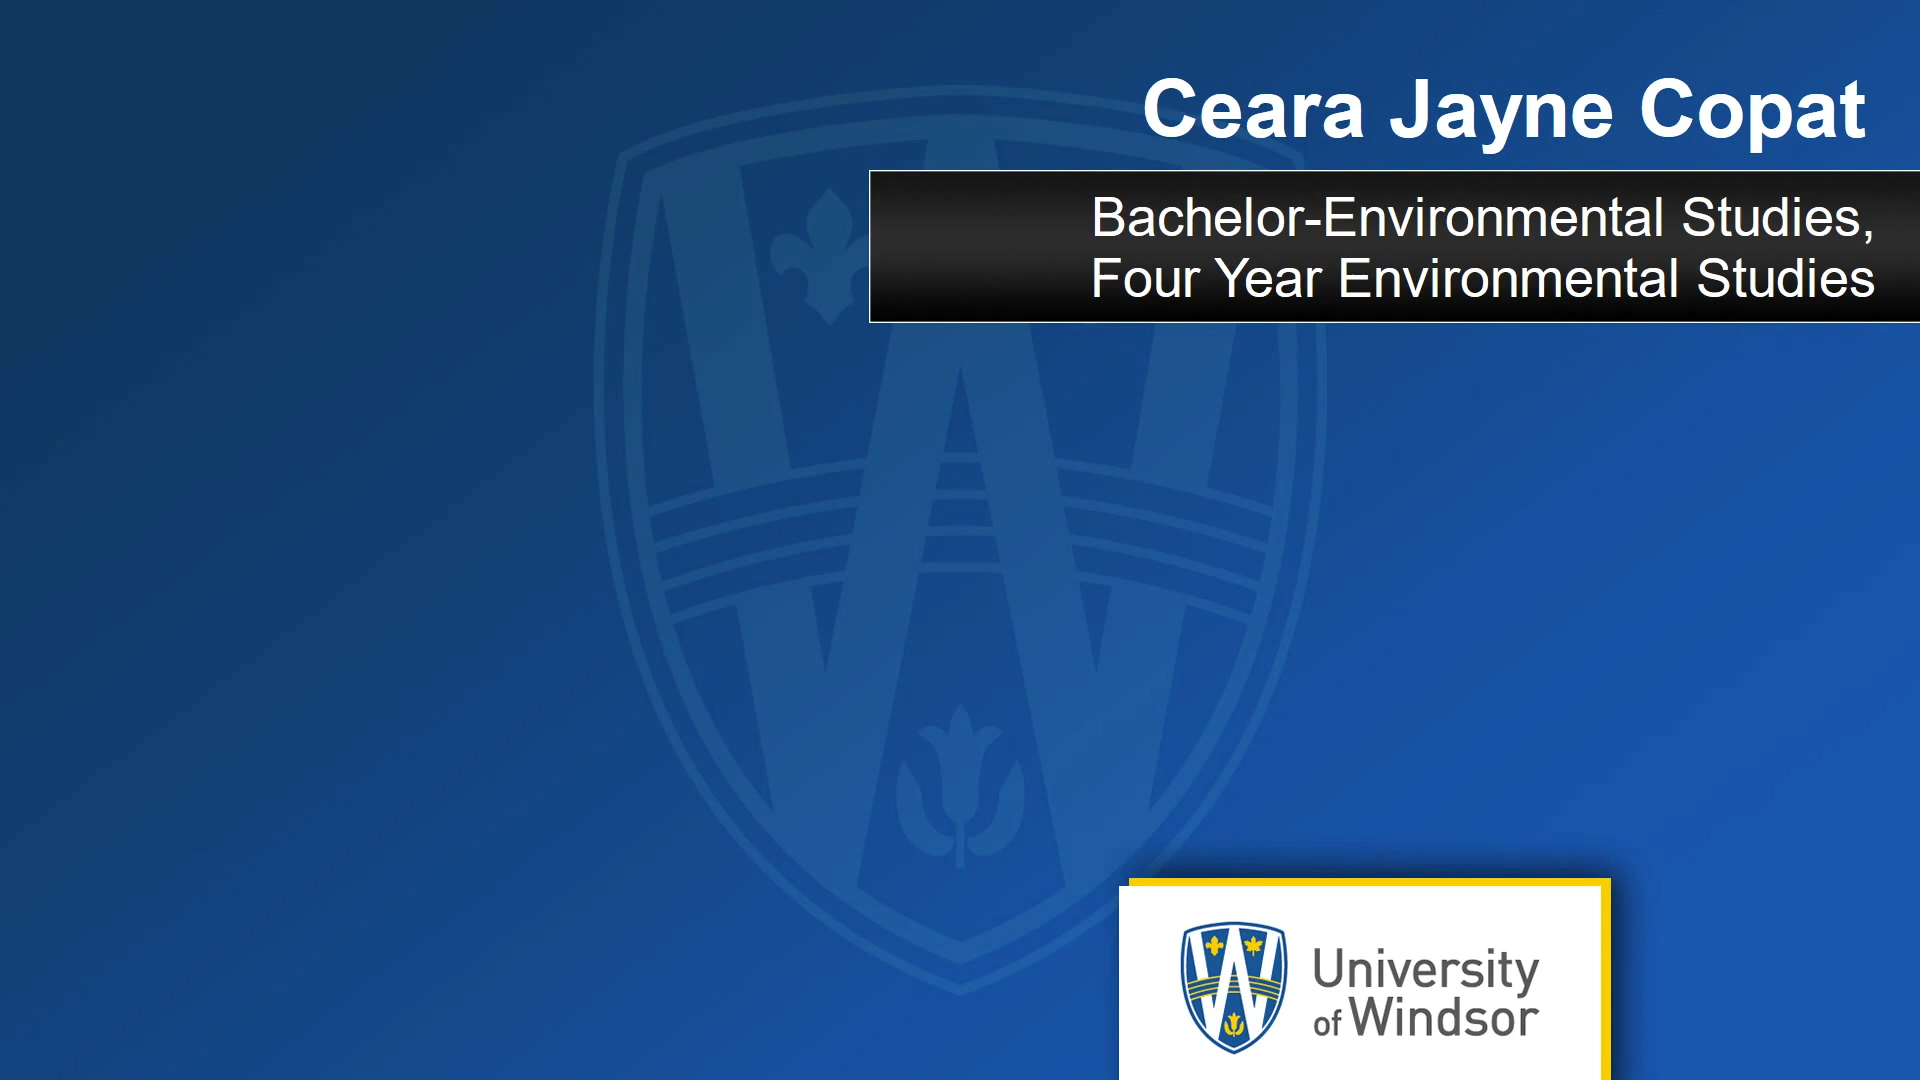 Ceara Jayne Copat
Bachelor-Environmental Studies,
Four Year Environmental Studies
University
of Windsor